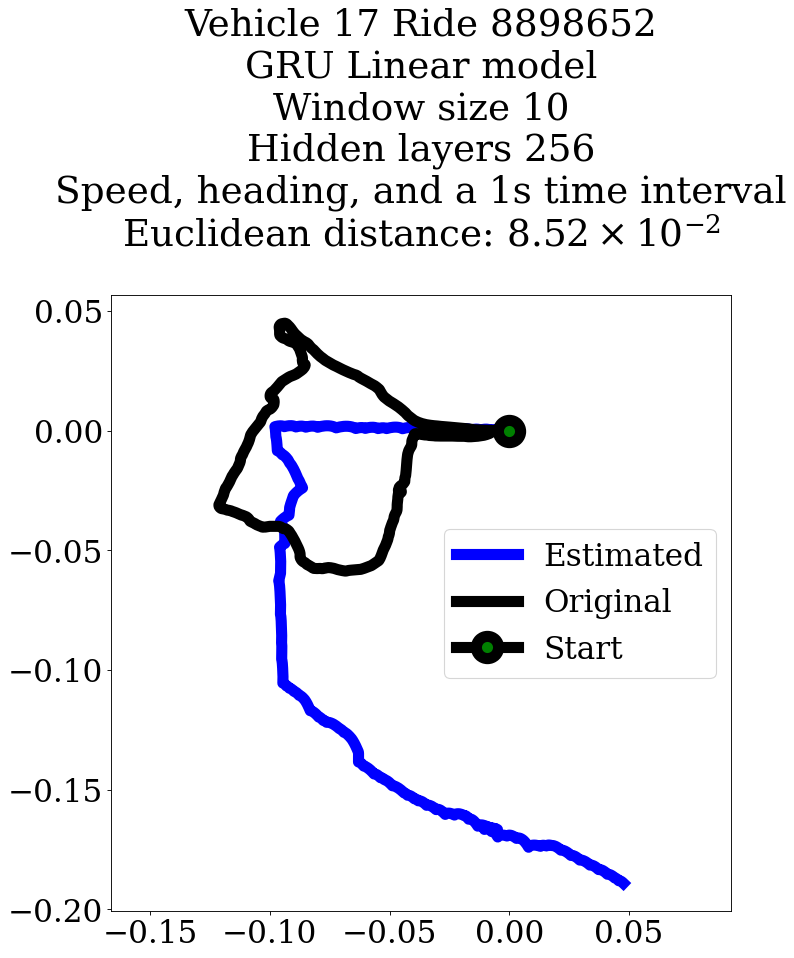 Vehicle 17 Ride 8898652
GRU Linear model
Window size 10
Hidden layers 256
Speed, heading, and a 1s time interval
Euclidean distance: 8.52 × 10⁻²
0.05
0.00
−0.05
−0.10
−0.15
−0.20
Estimated
Original
Start
−0.15 −0.10 −0.05 0.00 0.05